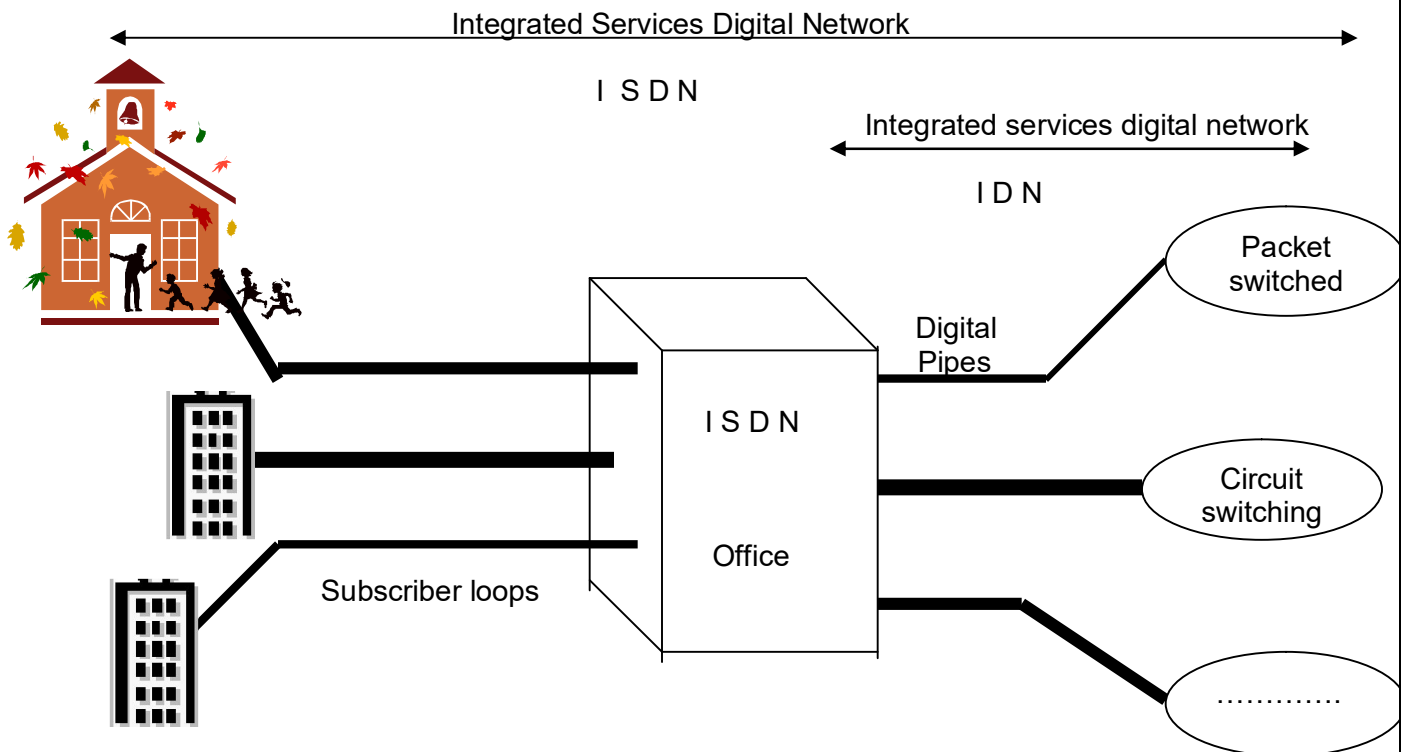 Integrated Services Digital Network
I S D N
Integrated services digital network
I D N
Packet
switched
Digital
Pipes
I S D N
Circuit
switching
Office
Subscriber loops
.............